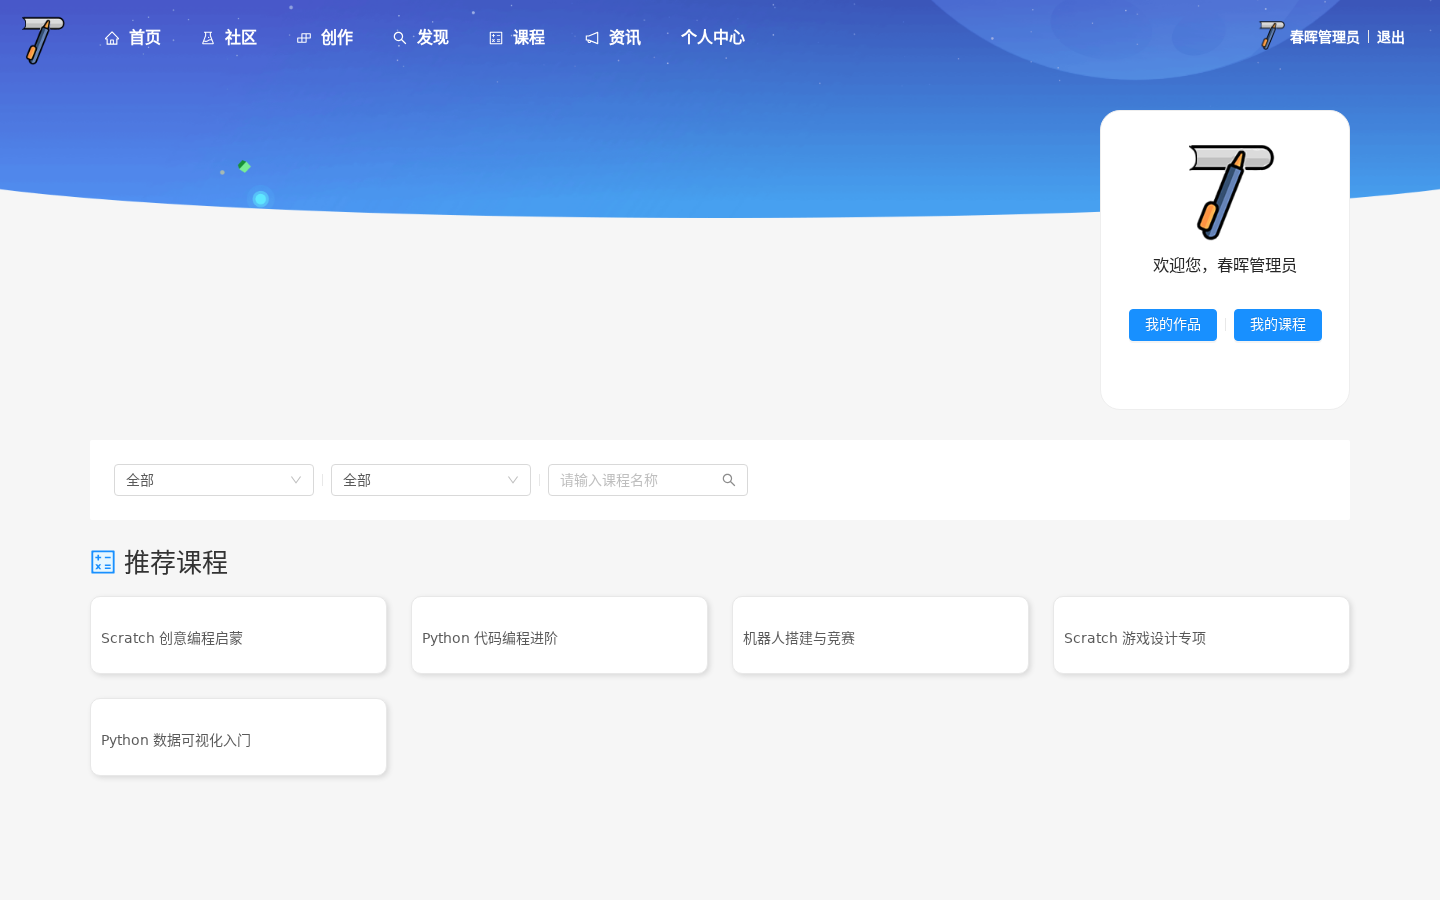 首页 社区 创作 发现 课程 资讯 个人中心 春晖管理员 退出
欢迎您，春晖管理员
我的作品 我的课程
全部 全部 请输入课程名称
推荐课程
Scratch 创意编程启蒙 Python 代码编程进阶 机器人搭建与竞赛 Scratch 游戏设计专项
Python 数据可视化入门